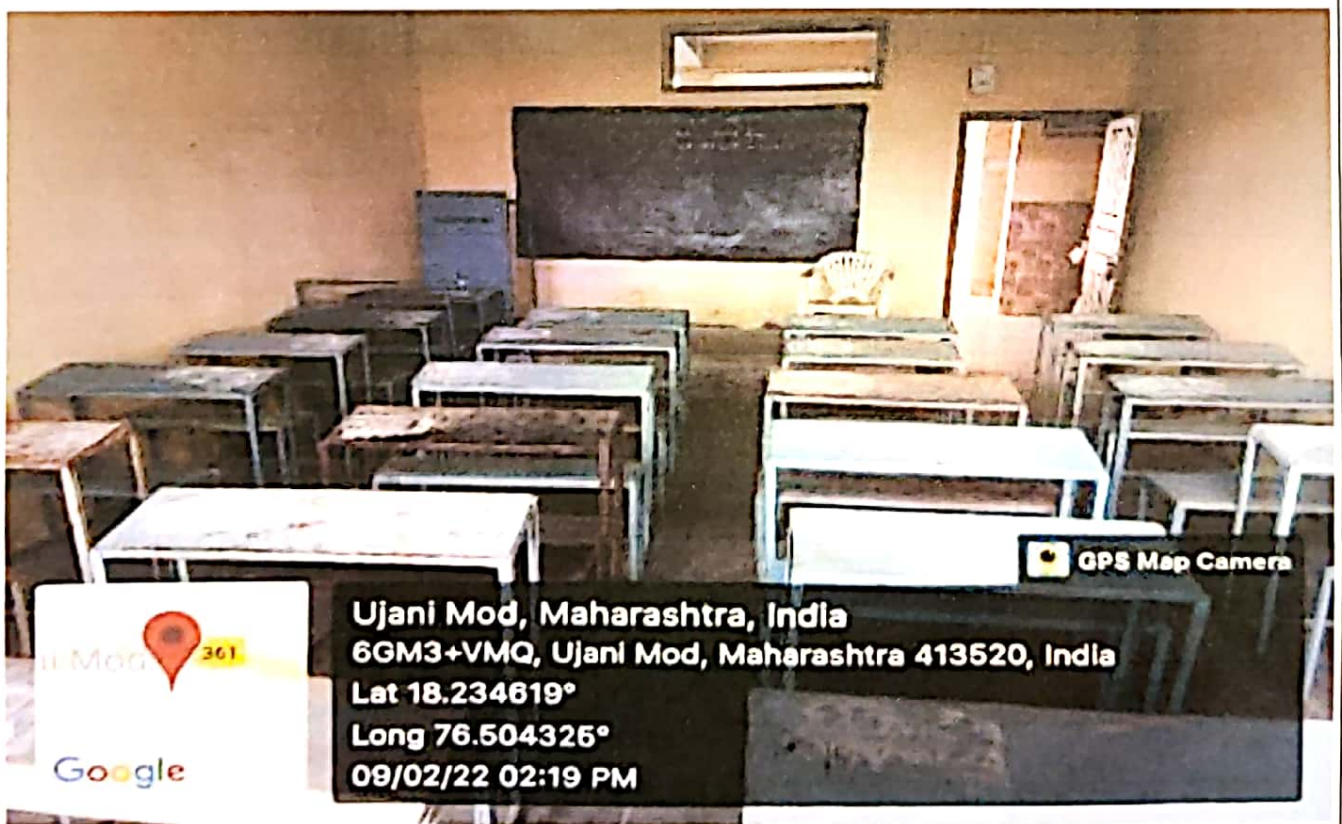 GPS Map Camera
361
Google
Ujani Mod, Maharashtra, India
6GM3+VMQ, Ujani Mod, Maharashtra 413520, India
Lat 18.234619°
Long 76.504325°
09/02/22 02:19 PM